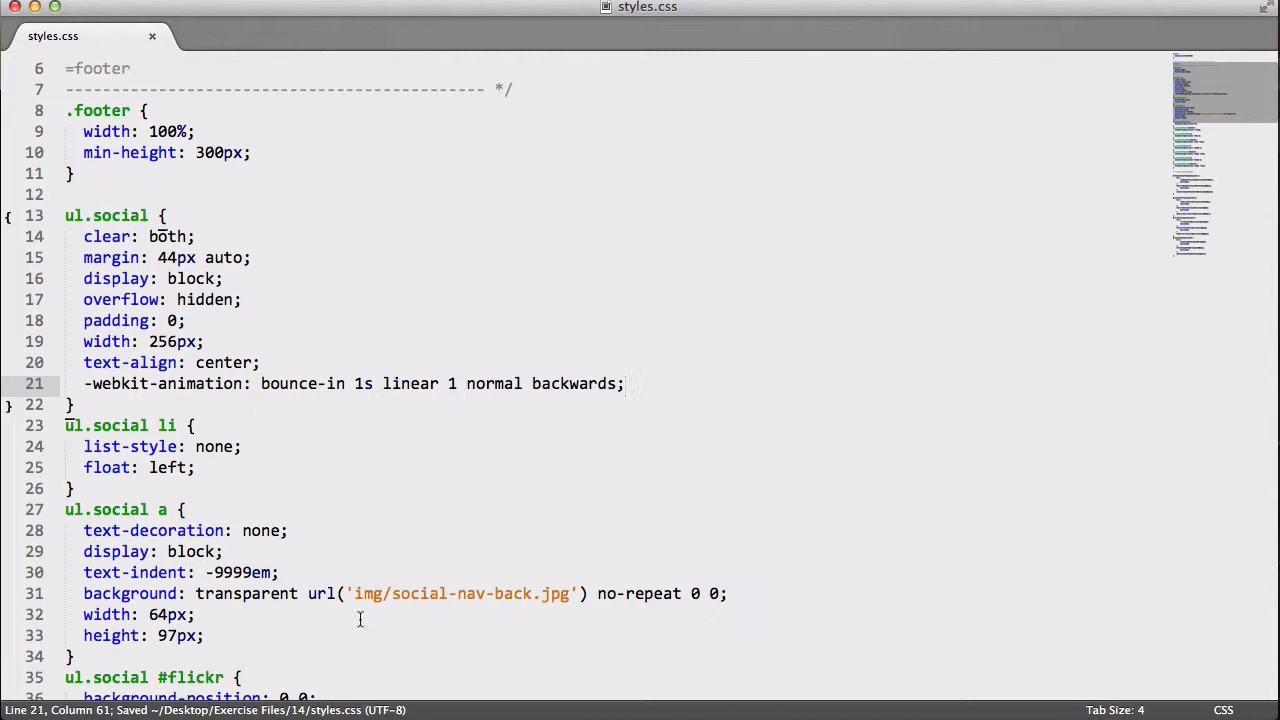 styles.css
styles.css ×
6 =footer
7 --------------------------------------------- */
8 .footer {
9 width: 100%;
10 min-height: 300px;
11 }
12
{ 13 ul.social {
14 clear: both;
15 margin: 44px auto;
16 display: block;
17 overflow: hidden;
18 padding: 0;
19 width: 256px;
20 text-align: center;
21 -webkit-animation: bounce-in 1s linear 1 normal backwards;
} 22 }
23 ul.social li {
24 list-style: none;
25 float: left;
26 }
27 ul.social a {
28 text-decoration: none;
29 display: block;
30 text-indent: -9999em;
31 background: transparent url('img/social-nav-back.jpg') no-repeat 0 0;
32 width: 64px;
33 height: 97px;
34 }
35 ul.social #flickr {
36 background-position: 0 0;
Line 21, Column 61; Saved ~/Desktop/Exercise Files/14/styles.css (UTF-8) Tab Size: 4 CSS